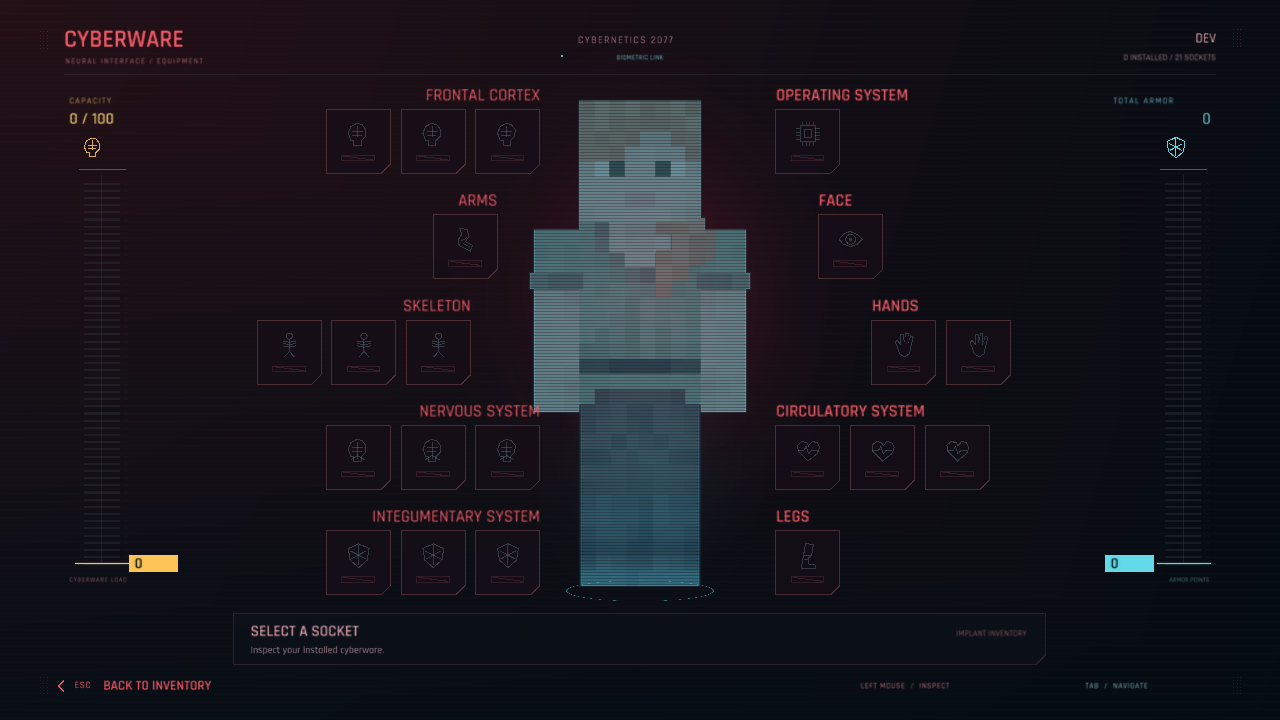 CYBERWARE
NEURAL INTERFACE / EQUIPMENT
CYBERNETICS 2077
BIOMETRIC LINK
DEV
0 INSTALLED / 21 SOCKETS
CAPACITY
0 / 100
TOTAL ARMOR
0
FRONTAL CORTEX
OPERATING SYSTEM
ARMS
FACE
SKELETON
HANDS
NERVOUS SYSTEM
CIRCULATORY SYSTEM
INTEGUMENTARY SYSTEM
LEGS
0
CYBERWARE LOAD
0
ARMOR POINTS
SELECT A SOCKET
Inspect your installed cyberware.
IMPLANT INVENTORY
ESC BACK TO INVENTORY
LEFT MOUSE / INSPECT
TAB / NAVIGATE